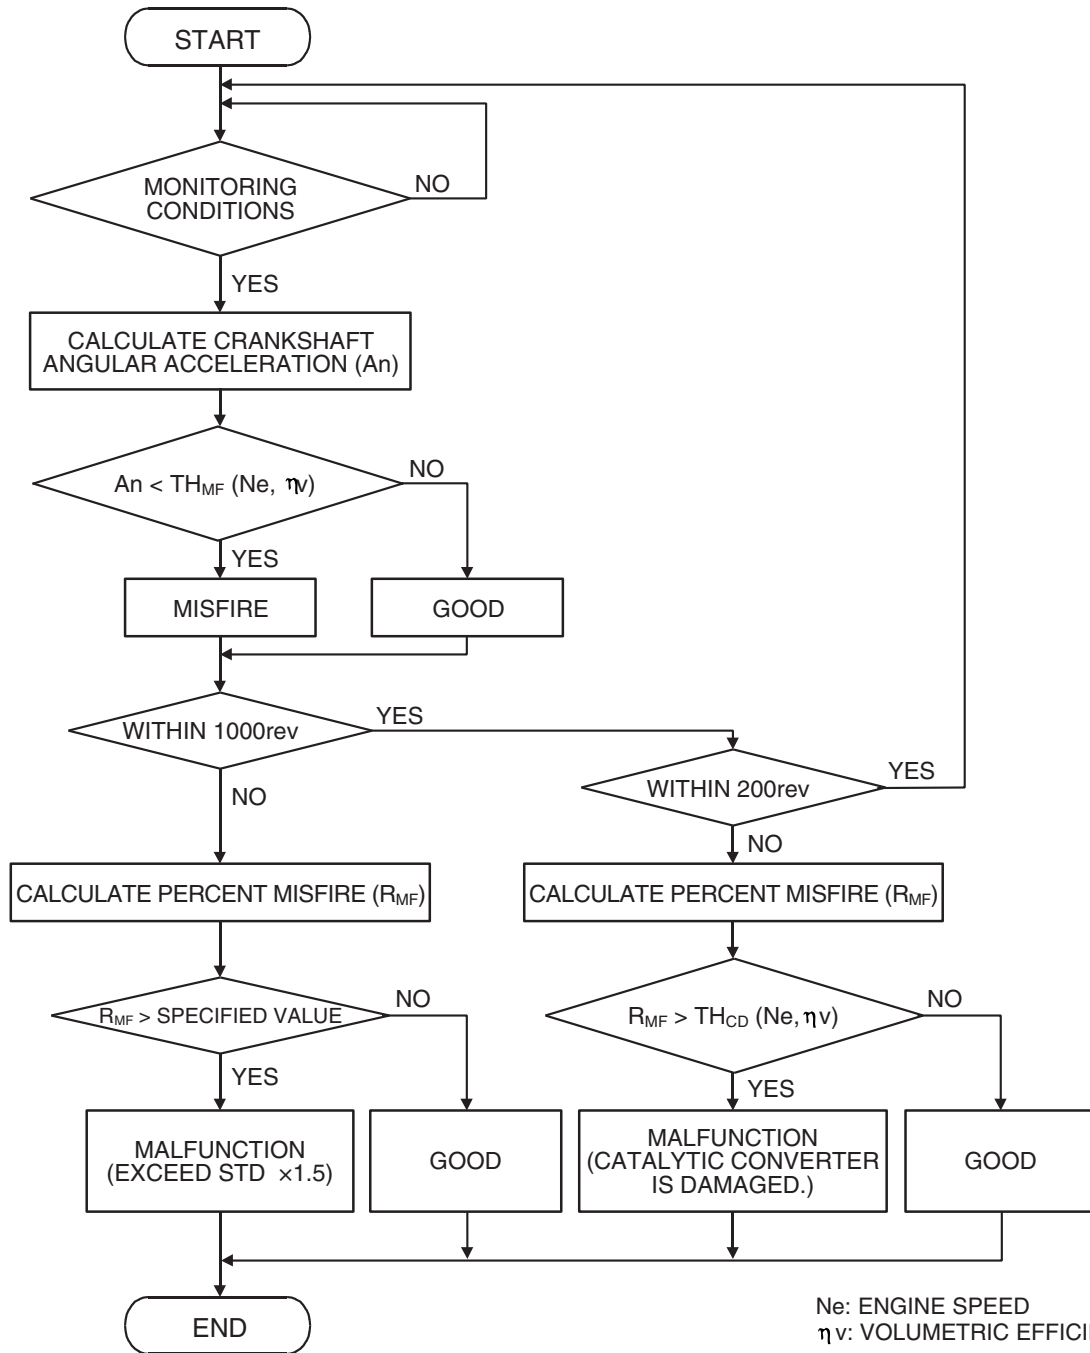 START
MONITORING
CONDITIONS
NO
YES
CALCULATE CRANKSHAFT
ANGULAR ACCELERATION (An)
An < TH_MF (Ne, ηv)
NO
YES
MISFIRE
GOOD
WITHIN 1000rev
YES
WITHIN 200rev
YES
NO
NO
CALCULATE PERCENT MISFIRE (R_MF)
CALCULATE PERCENT MISFIRE (R_MF)
R_MF > SPECIFIED VALUE
NO
R_MF > TH_CD (Ne, ηv)
NO
YES
YES
MALFUNCTION
(EXCEED STD ×1.5)
GOOD
MALFUNCTION
(CATALYTIC CONVERTER
IS DAMAGED.)
GOOD
END
Ne: ENGINE SPEED
ηv: VOLUMETRIC